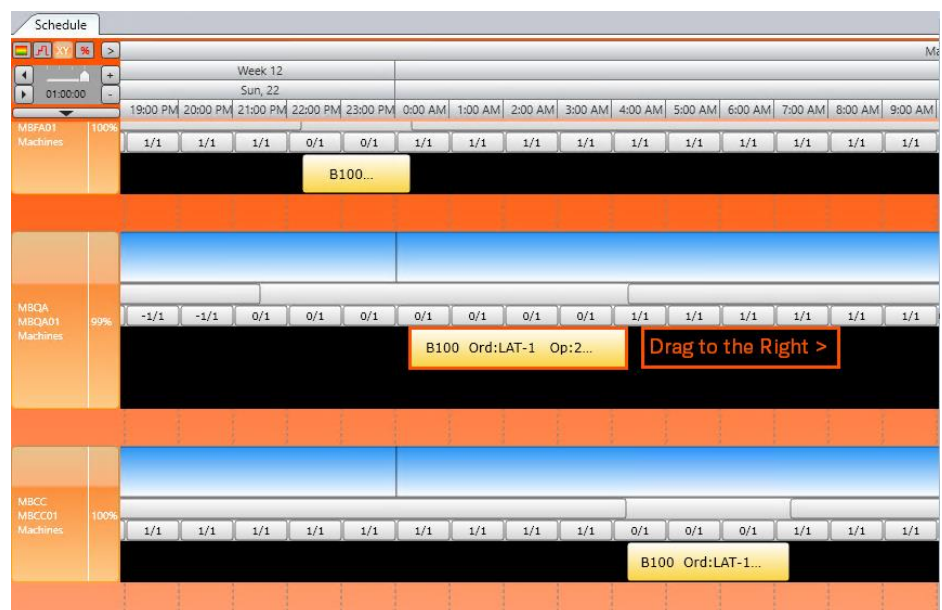 Schedule
XY % >
Ma
+ Week 12
01:00:00 - Sun, 22
19:00 PM 20:00 PM 21:00 PM 22:00 PM 23:00 PM 0:00 AM 1:00 AM 2:00 AM 3:00 AM 4:00 AM 5:00 AM 6:00 AM 7:00 AM 8:00 AM 9:00 AM
MBFA01 100%
Machines 1/1 1/1 1/1 0/1 0/1 1/1 1/1 1/1 1/1 1/1 1/1 1/1 1/1 1/1 1/1
B100...
MBQA
MBQA01 99% -1/1 -1/1 0/1 0/1 0/1 0/1 0/1 0/1 0/1 1/1 1/1 1/1 1/1 1/1 1/1
Machines
B100 Ord:LAT-1 Op:2... Drag to the Right >
MBCC
MBCC01 100%
Machines 1/1 1/1 1/1 1/1 1/1 1/1 1/1 1/1 1/1 0/1 0/1 0/1 1/1 1/1 1/1
B100 Ord:LAT-1...